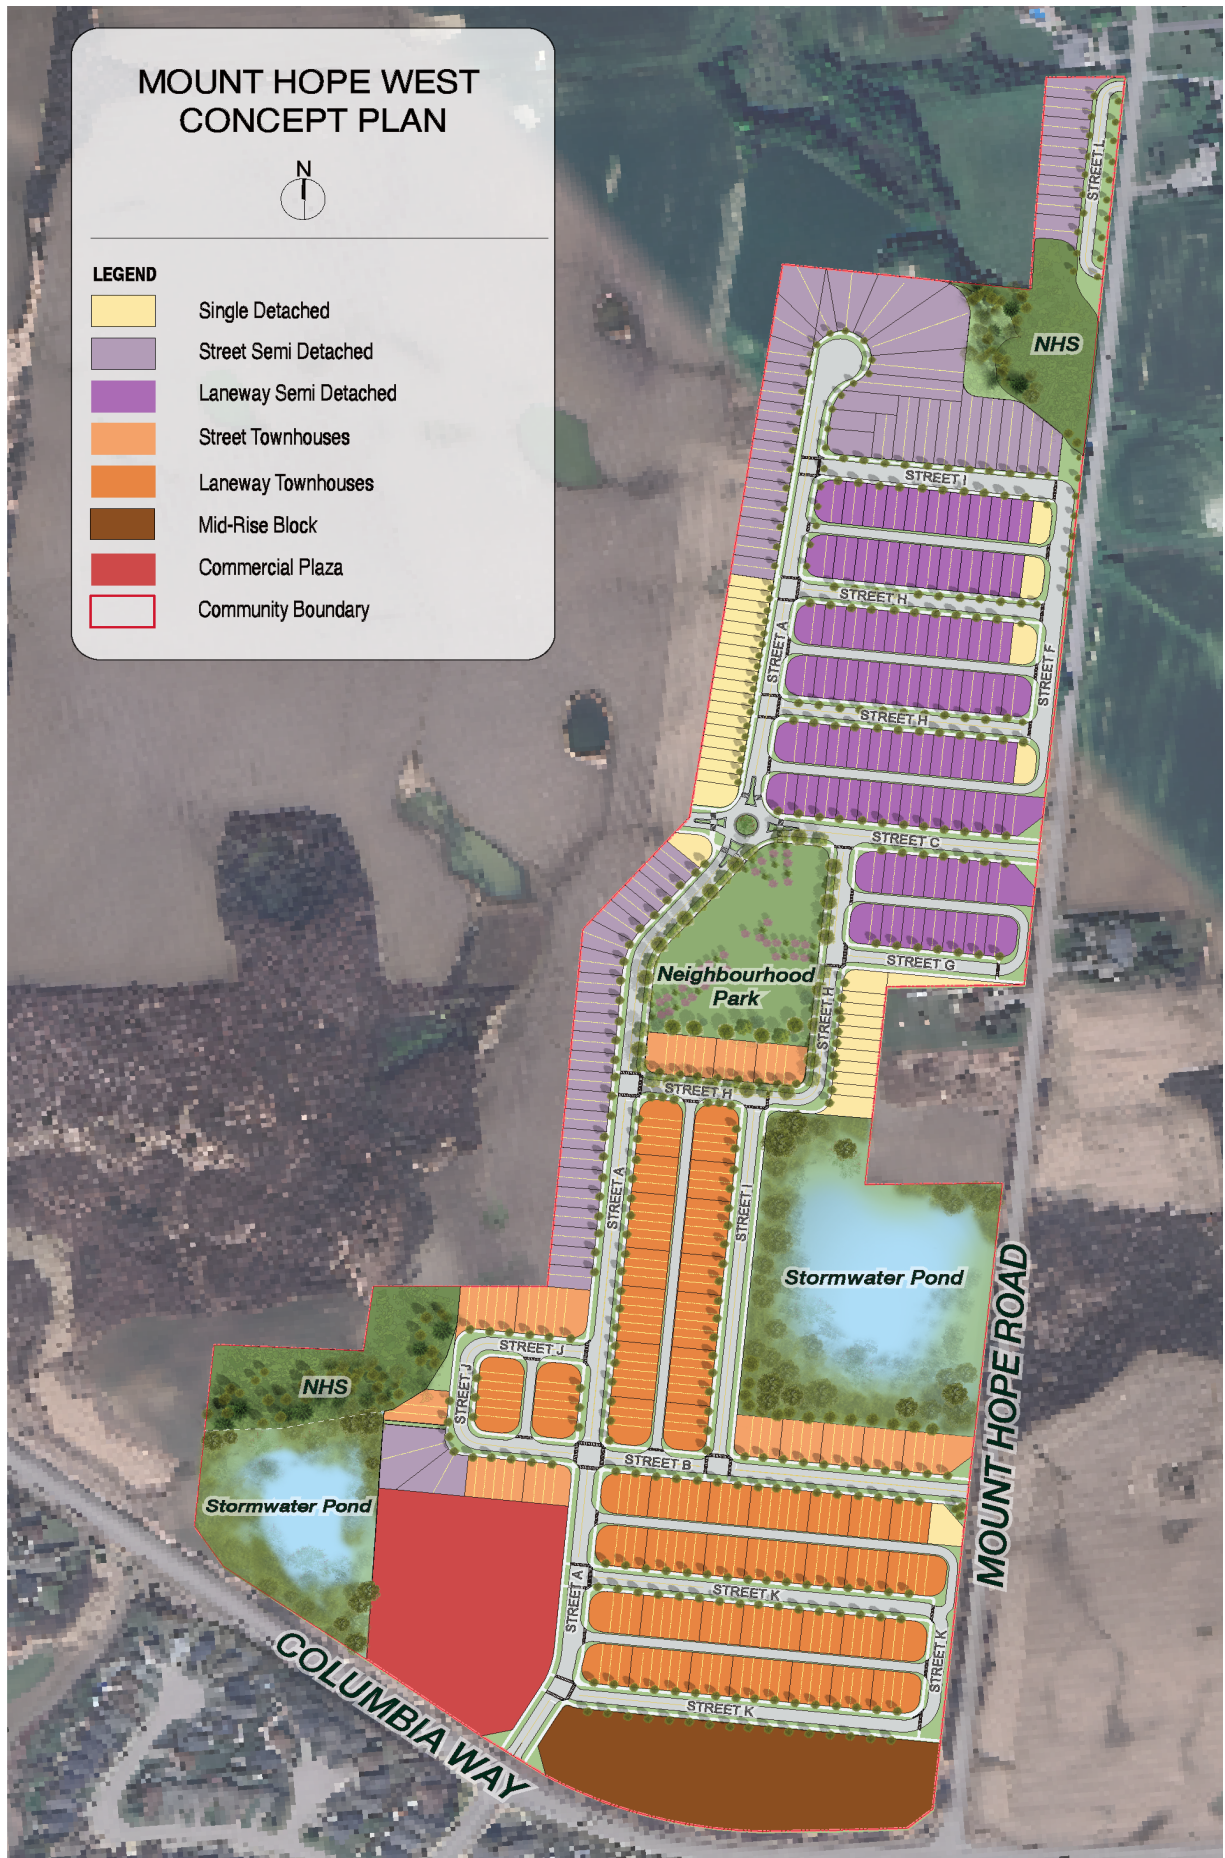 MOUNT HOPE WEST
CONCEPT PLAN
N
LEGEND
Single Detached
Street Semi Detached
Laneway Semi Detached
Street Townhouses
Laneway Townhouses
Mid-Rise Block
Commercial Plaza
Community Boundary
STREET L
NHS
STREET I
STREET H
STREET A
STREET F
STREET H
STREET C
STREET G
Neighbourhood
Park
STREET H
STREET H
STREET A
STREET I
Stormwater Pond
MOUNT HOPE ROAD
STREET J
STREET J
NHS
STREET B
Stormwater Pond
STREET A
STREET K
STREET K
STREET K
COLUMBIA WAY